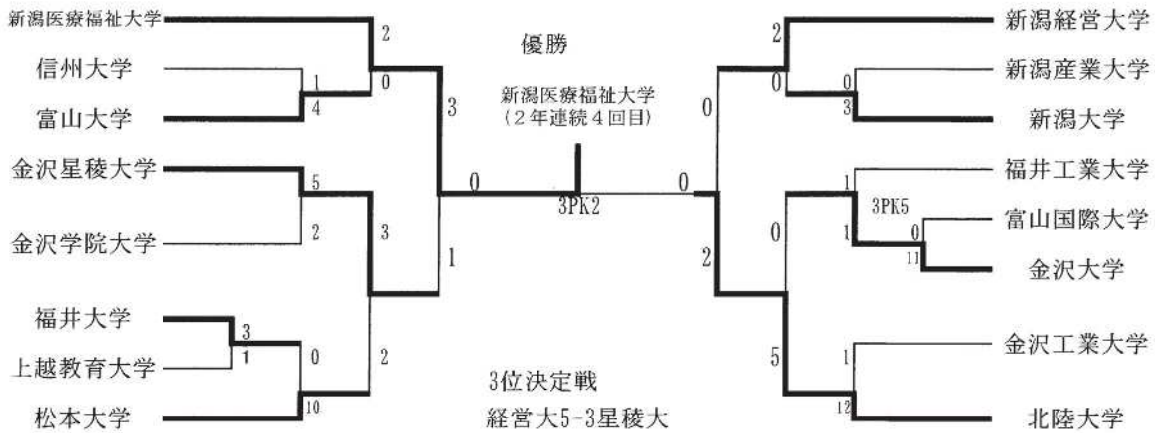 新潟医療福祉大学
信州大学
富山大学
金沢星稜大学
金沢学院大学
福井大学
上越教育大学
松本大学
2
0
1
4
3
5
2
3
1
3
1
0
2
10
優勝
新潟医療福祉大学
(2年連続4回目)
0
0
3PK2
3位決定戦
経営大5-3星稜大
2
0
0
0
3
1
3PK5
0
1
0
11
2
5
1
12
新潟経営大学
新潟産業大学
新潟大学
福井工業大学
富山国際大学
金沢大学
金沢工業大学
北陸大学